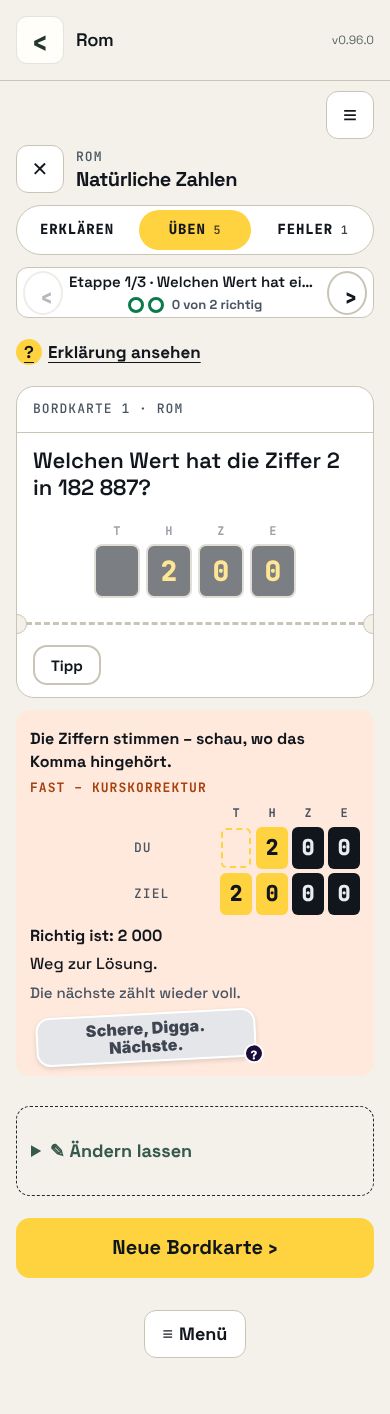 < Rom v0.96.0
≡
✕ ROM
Natürliche Zahlen
ERKLÄREN ÜBEN 5 FEHLER 1
< Etappe 1/3 · Welchen Wert hat ei… >
0 von 2 richtig
? Erklärung ansehen
BORDKARTE 1 · ROM
Welchen Wert hat die Ziffer 2
in 182 887?
T H Z E
2 0 0
Tipp
Die Ziffern stimmen – schau, wo das
Komma hingehört.
FAST – KURSKORREKTUR
T H Z E
DU 2 0 0
ZIEL 2 0 0 0
Richtig ist: 2 000
Weg zur Lösung.
Die nächste zählt wieder voll.
Schere, Digga.
Nächste.
?
▶ ✎ Ändern lassen
Neue Bordkarte >
≡ Menü